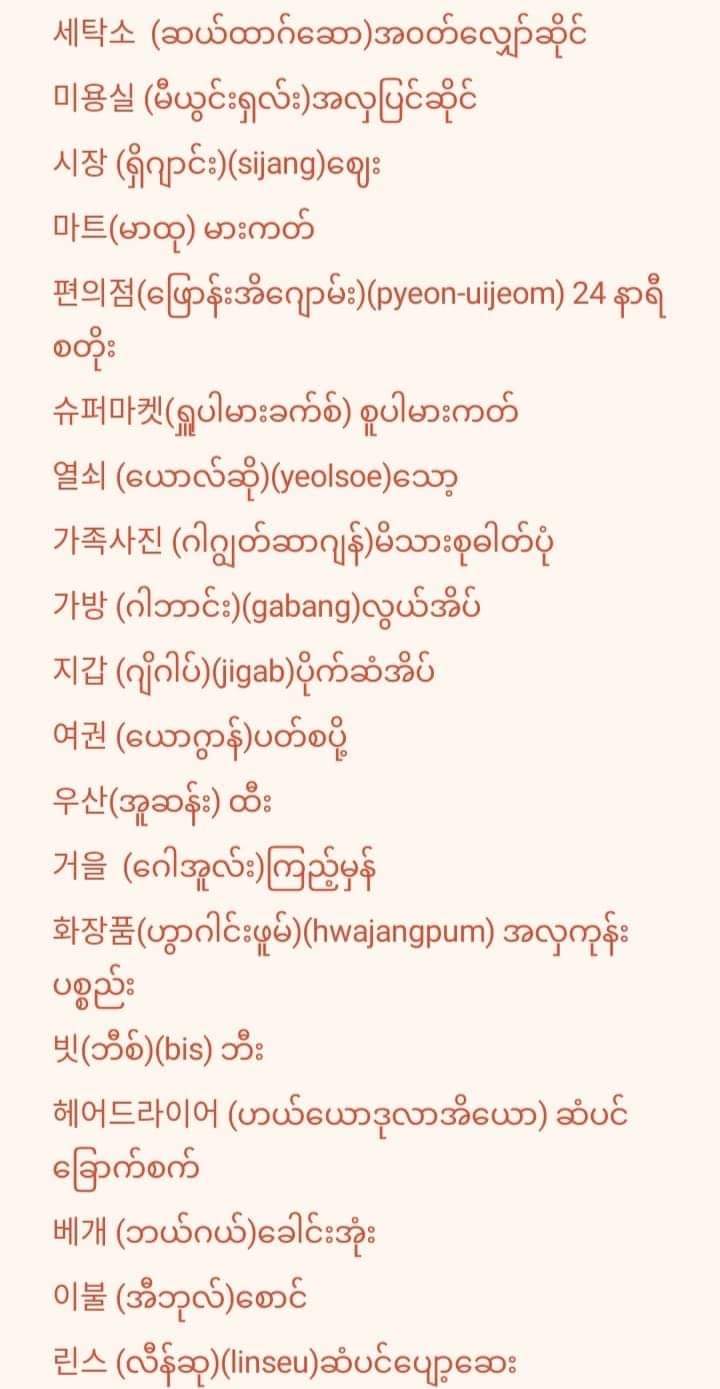 세탁소 (ဆယ်ထာဂ်ဆော)အဝတ်လျှော်ဆိုင်
미용실 (မီယွင်းရှလ်း)အလှပြင်ဆိုင်
시장 (ရှိဂျာင်း)(sijang)ဈေး
마트(မာထု) မားကတ်
편의점(ဖြောန်းအိဂျောမ်း)(pyeon-uijeom) 24 နာရီ
စတိုး
슈퍼마켓(ရှူပါမားခက်စ်) စူပါမားကတ်
열쇠 (ယောလ်ဆို)(yeolsoe)သော့
가족사진 (ဂါဂျွတ်ဆာဂျန်)မိသားစုဓါတ်ပုံ
가방 (ဂါဘာင်း)(gabang)လွယ်အိပ်
지갑 (ဂျိဂါပ်)(jigab)ပိုက်ဆံအိပ်
여권 (ယောဂွာန်)ပတ်စပို့
우산(အူဆန်း) ထီး
거을 (ဂေါအူလ်း)ကြည့်မှန်
화장품(ဟွာဂါင်းဖူမ်)(hwajangpum) အလှကုန်း
ပစ္စည်း
빗(ဘီစ်)(bis) ဘီး
헤어드라이어 (ဟယ်ယောဒုလာအိယော) ဆံပင်
ခြောက်စက်
베개 (ဘယ်ဂယ်)ခေါင်းအုံး
이불 (အီဘုလ်)စောင်
린스 (လီန်ဆု)(linseu)ဆံပင်ပျော့ဆေး